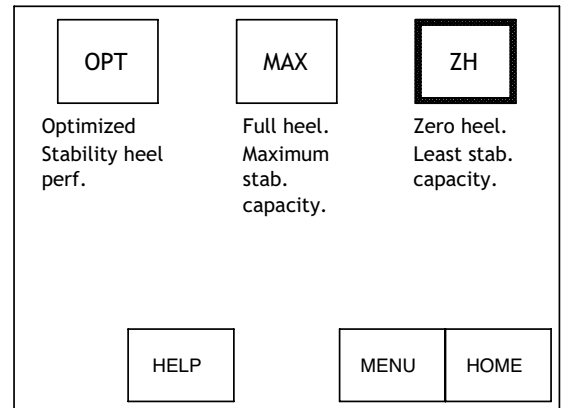 OPT
MAX
ZH
Optimized
Stability heel
perf.
Full heel.
Maximum
stab.
capacity.
Zero heel.
Least stab.
capacity.
HELP
MENU
HOME